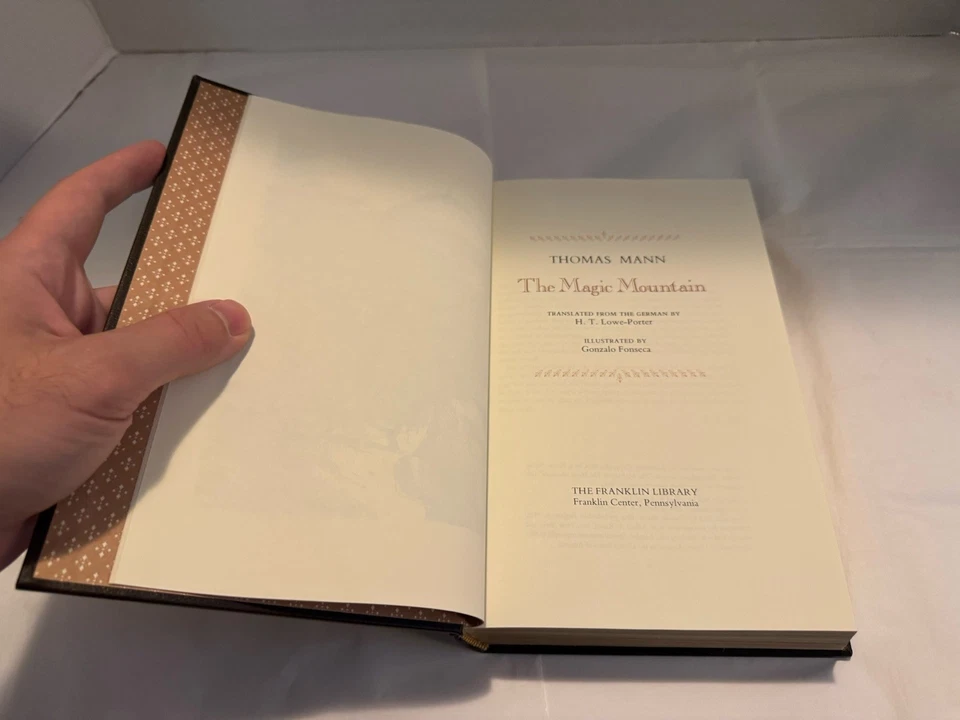 THOMAS MANN
The Magic Mountain
TRANSLATED FROM THE GERMAN BY
H. T. Lowe-Porter
ILLUSTRATED BY
Gonzalo Fonseca
THE FRANKLIN LIBRARY
Franklin Center, Pennsylvania